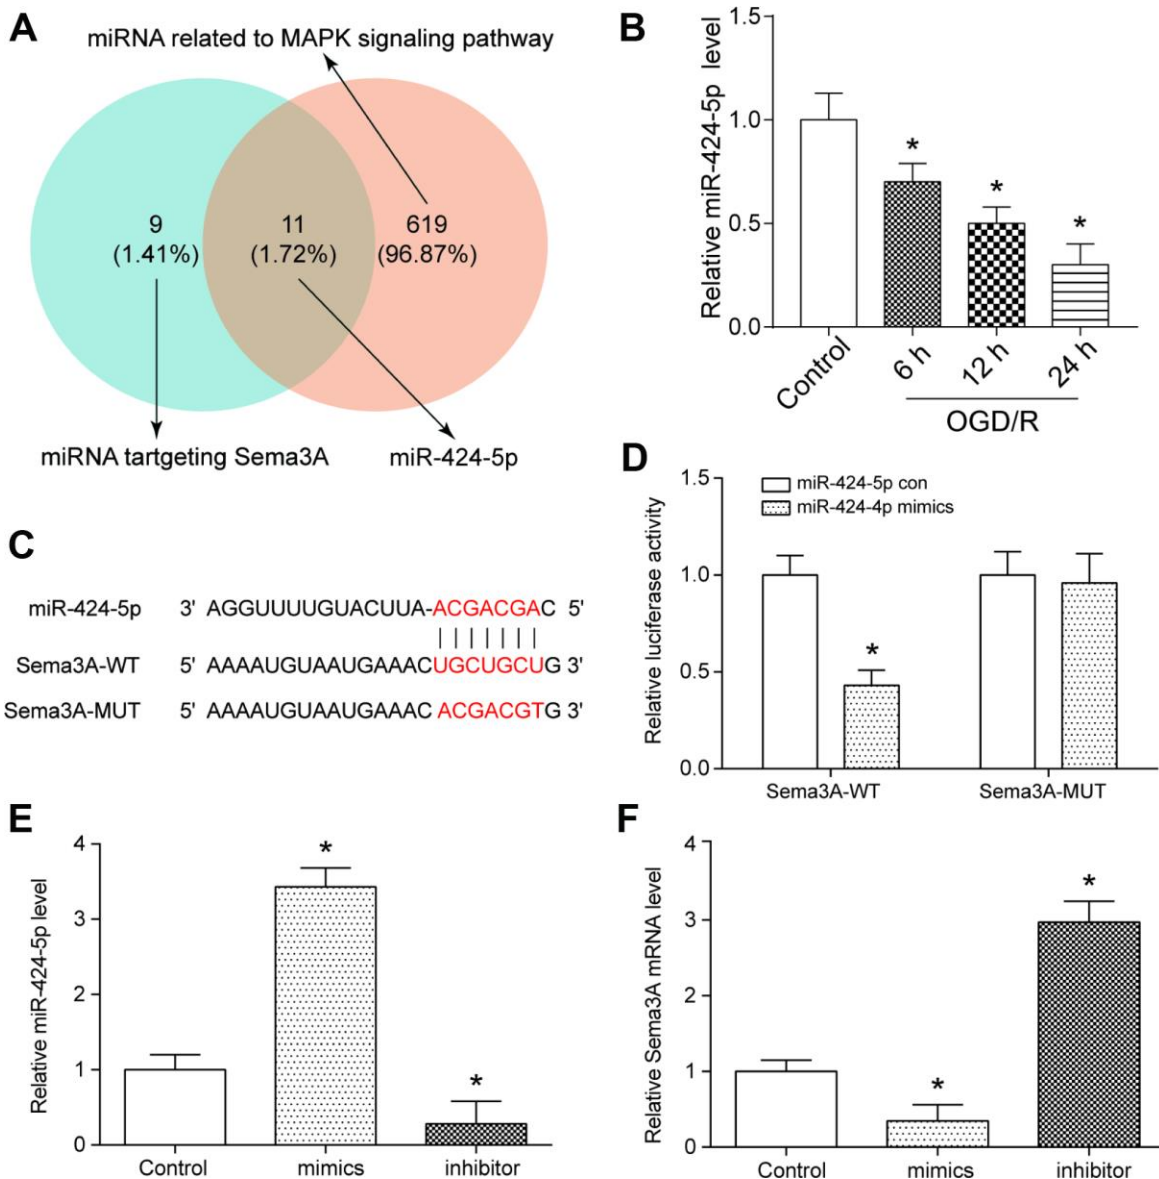 A
miRNA related to MAPK signaling pathway
9
(1.41%)
11
(1.72%)
619
(96.87%)
miRNA tartgeting Sema3A
miR-424-5p
B
Relative miR-424-5p level
1.5
1.0
0.5
0.0
Control
6 h
12 h
24 h
OGD/R
C
miR-424-5p 3' AGGUUUUGUACUUA-ACGACGAC 5'
Sema3A-WT 5' AAAAUGUAAUGAAACUGCUGCUG 3'
Sema3A-MUT 5' AAAAUGUAAUGAAAC ACGACGTG 3'
D
Relative luciferase activity
1.5
1.0
0.5
0.0
miR-424-5p con
miR-424-4p mimics
*
Sema3A-WT
Sema3A-MUT
E
Relative miR-424-5p level
4
3
2
1
0
*
*
Control
mimics
inhibitor
F
Relative Sema3A mRNA level
4
3
2
1
0
*
*
Control
mimics
inhibitor